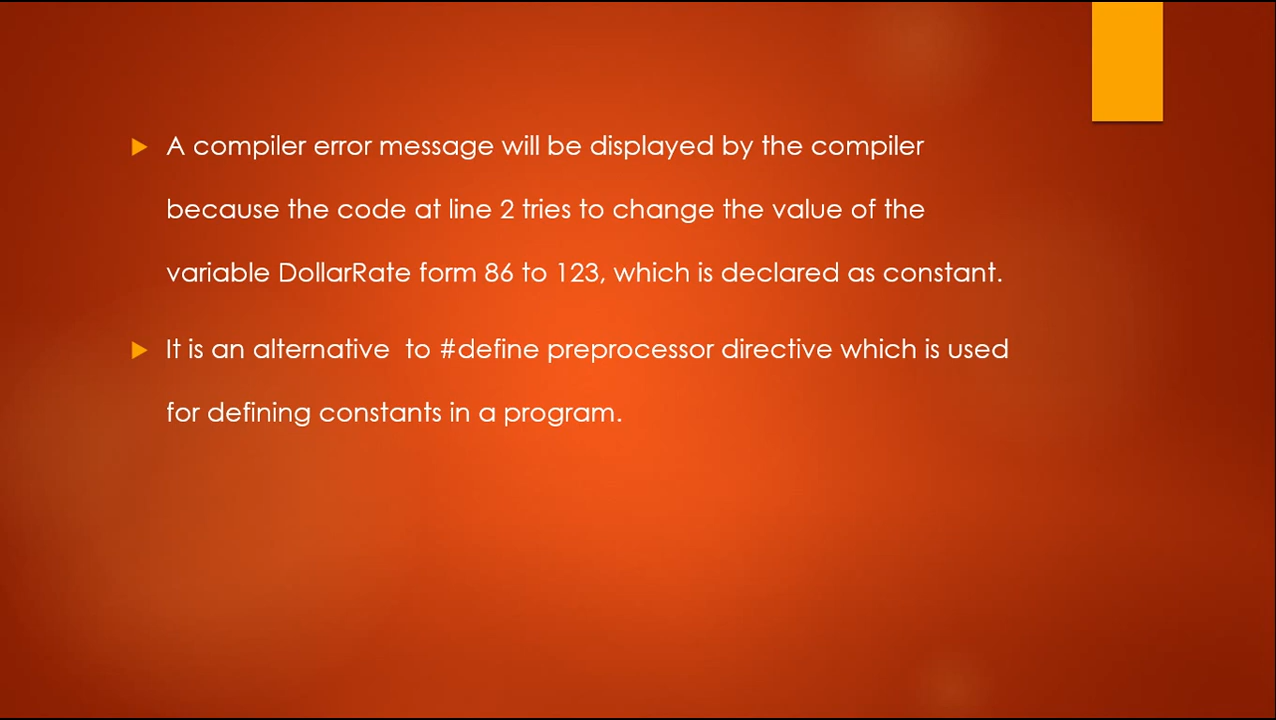 A compiler error message will be displayed by the compiler
because the code at line 2 tries to change the value of the
variable DollarRate form 86 to 123, which is declared as constant.
It is an alternative  to #define preprocessor directive which is used
for defining constants in a program.